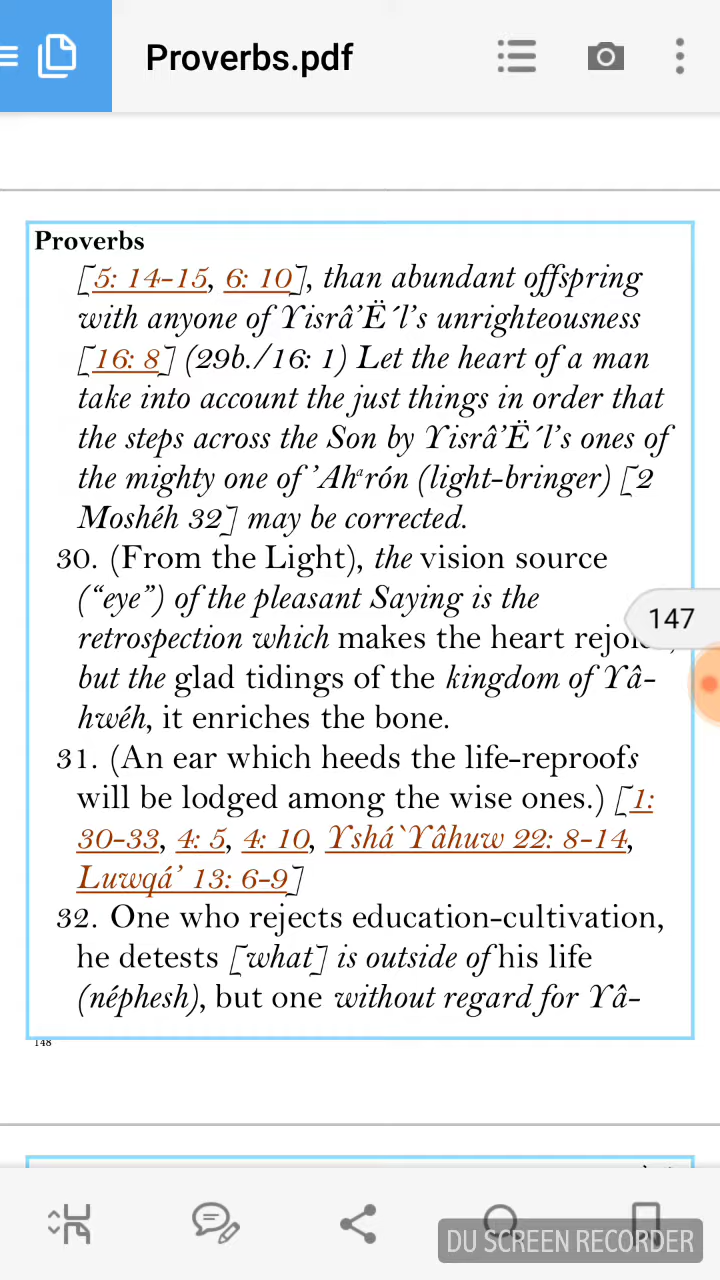 Proverbs.pdf
Proverbs
[5: 14-15, 6: 10], than abundant offspring
with anyone of Yisrâ’Ë´l’s unrighteousness
[16: 8] (29b./16: 1) Let the heart of a man
take into account the just things in order that
the steps across the Son by Yisrâ’Ë´l’s ones of
the mighty one of ’Ahᵃrón (light-bringer) [2
Moshéh 32] may be corrected.
30. (From the Light), the vision source
(“eye”) of the pleasant Saying is the
retrospection which makes the heart
147
but the glad tidings of the kingdom of Yâ-
hwéh, it enriches the bone.
31. (An ear which heeds the life-reproofs
will be lodged among the wise ones.) [1:
30-33, 4: 5, 4: 10, Yshá`Yâhuw 22: 8-14,
Luwqá’ 13: 6-9]
32. One who rejects education-cultivation,
he detests [what] is outside of his life
(néphesh), but one without regard for Yâ-
148
DU SCREEN RECORDER